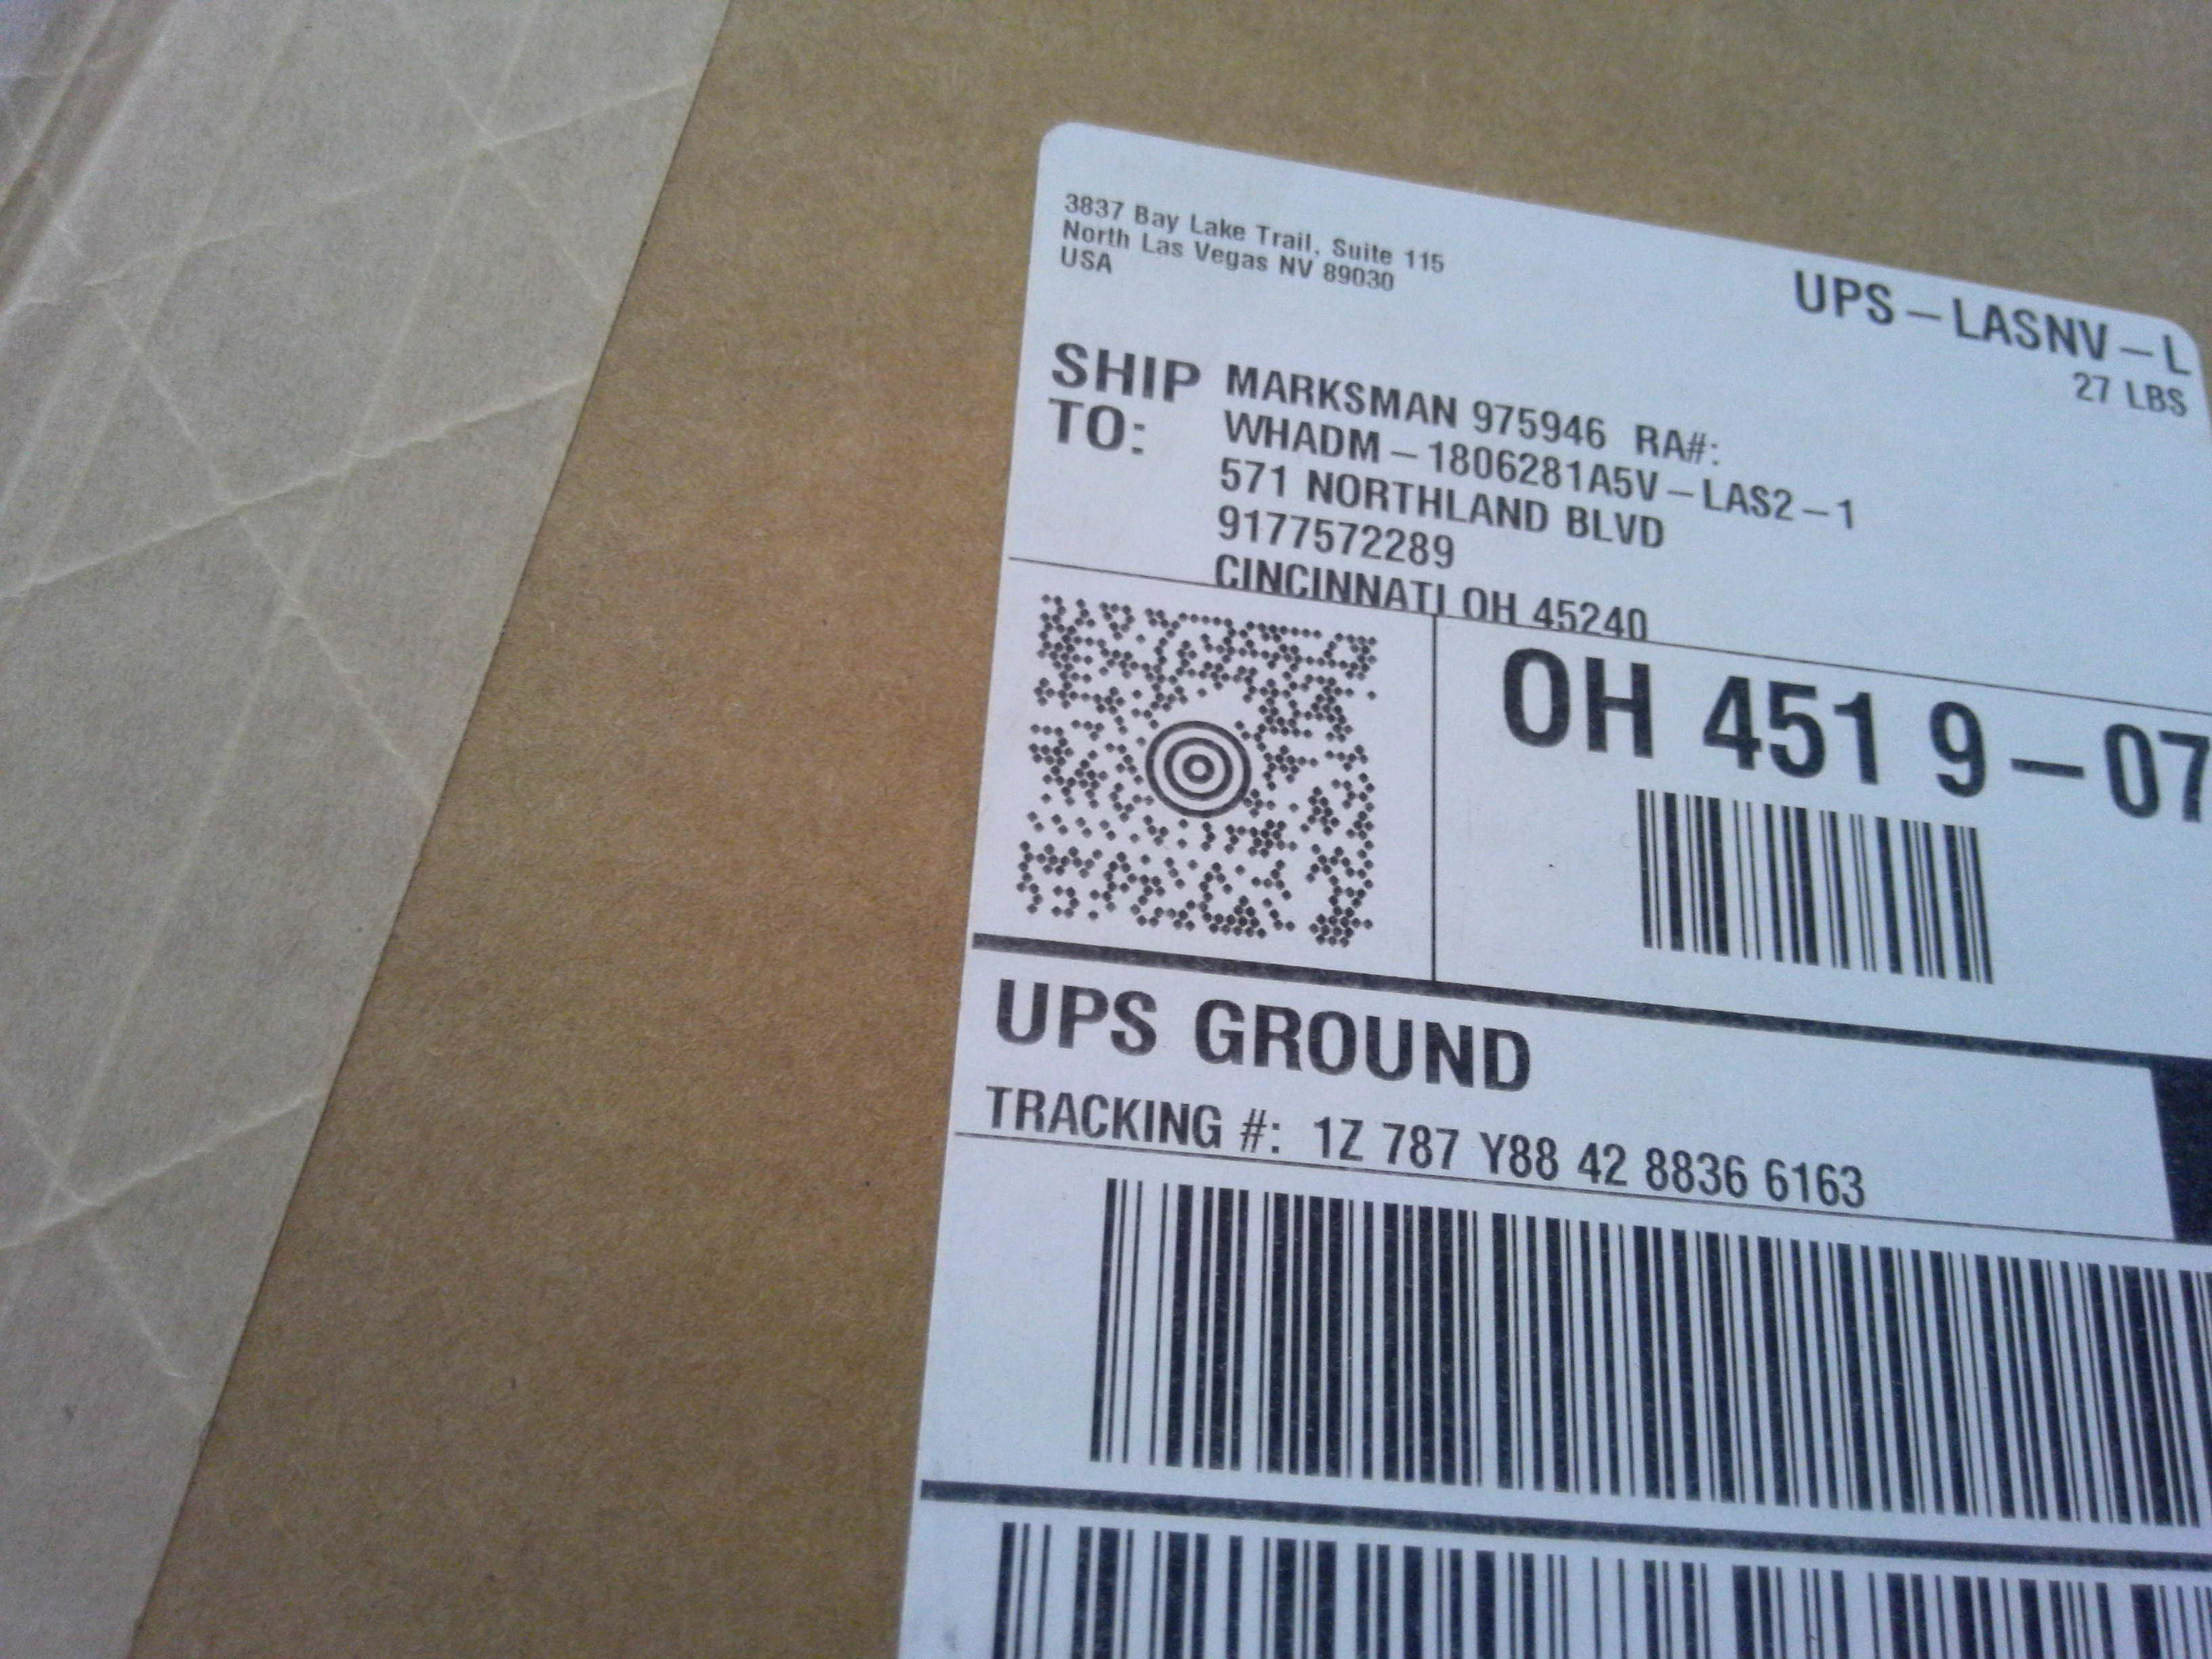 3837 Bay Lake Trail, Suite 115
North Las Vegas NV 89030
USA
UPS-LASNV-L
27 LBS
SHIP TO:
MARKSMAN 975946 RA#:
WHADM-1806281A5V-LAS2-1
571 NORTHLAND BLVD
9177572289
CINCINNATI OH 45240
OH 451 9-07
UPS GROUND
TRACKING #: 1Z 787 Y88 42 8836 6163